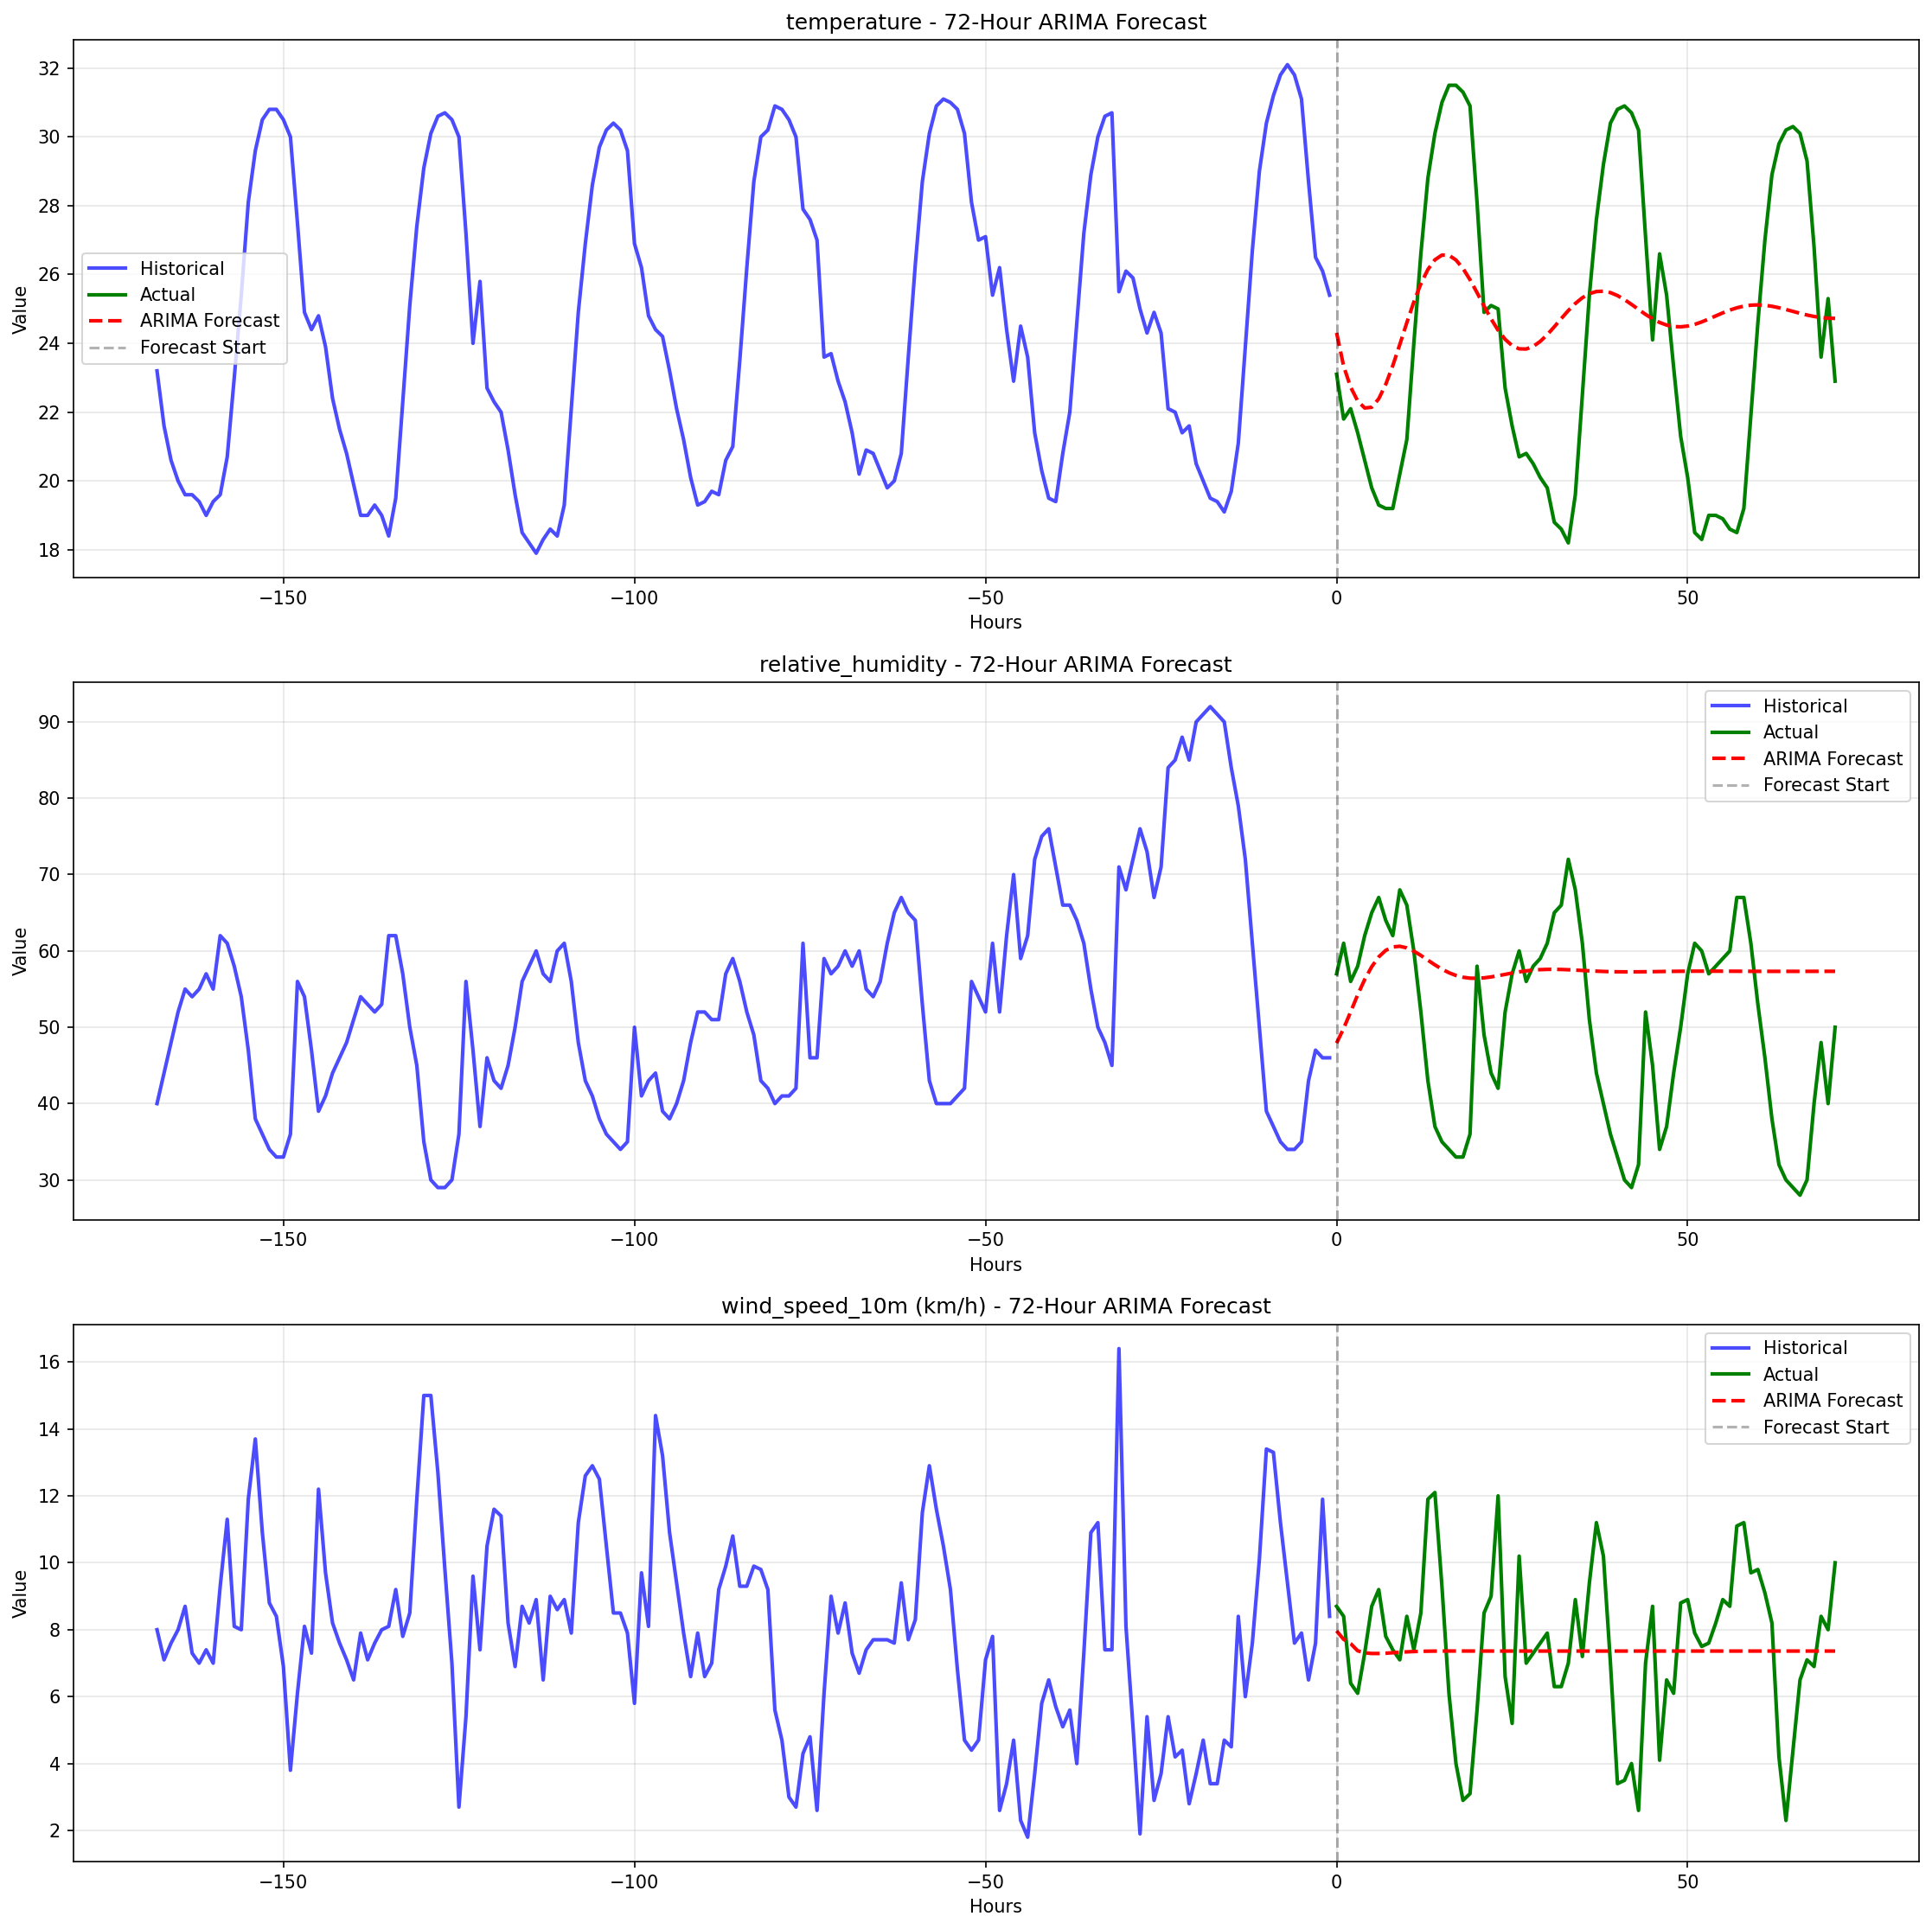 temperature - 72-Hour ARIMA Forecast
32
30
28
26
24
22
20
18
Value
Historical
Actual
ARIMA Forecast
Forecast Start
−150
−100
−50
0
50
Hours
relative_humidity - 72-Hour ARIMA Forecast
90
80
70
60
50
40
30
Value
Historical
Actual
ARIMA Forecast
Forecast Start
−150
−100
−50
0
50
Hours
wind_speed_10m (km/h) - 72-Hour ARIMA Forecast
16
14
12
10
8
6
4
2
Value
Historical
Actual
ARIMA Forecast
Forecast Start
−150
−100
−50
0
50
Hours